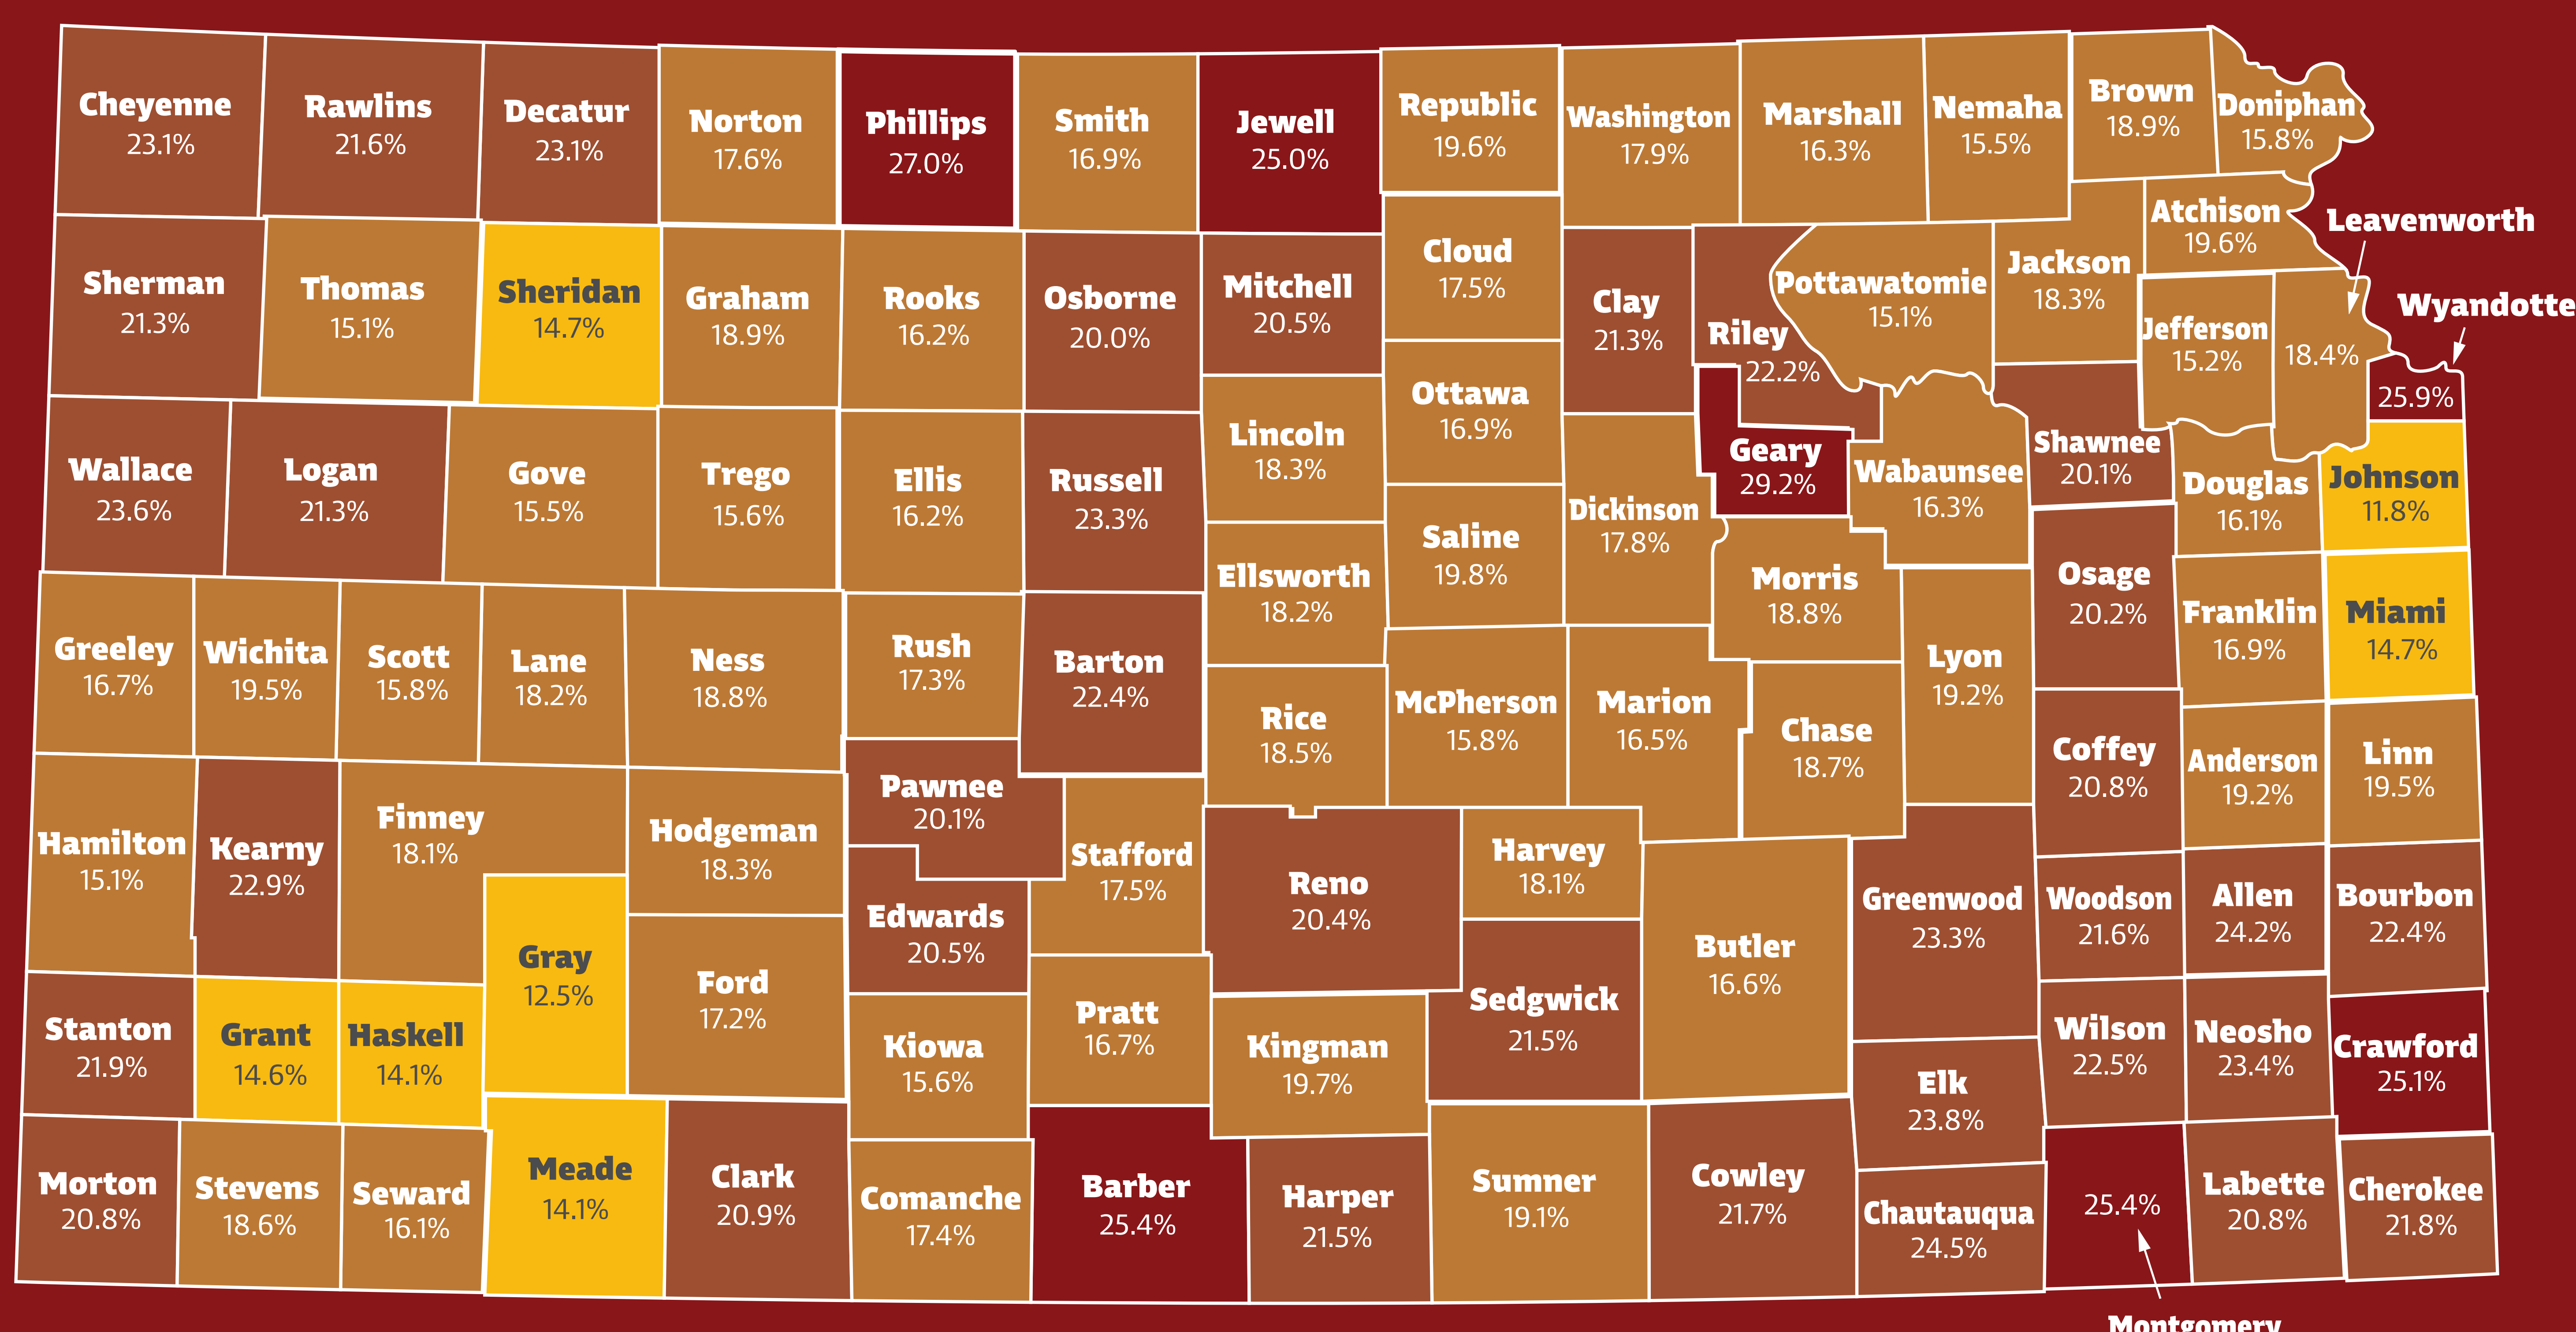 Cheyenne
23.1%
Rawlins
21.6%
Decatur
23.1%
Norton
17.6%
Phillips
27.0%
Smith
16.9%
Jewell
25.0%
Republic
19.6%
Washington
17.9%
Marshall
16.3%
Nemaha
15.5%
Brown
18.9%
Doniphan
15.8%
Sherman
21.3%
Thomas
15.1%
Sheridan
14.7%
Graham
18.9%
Rooks
16.2%
Osborne
20.0%
Mitchell
20.5%
Cloud
17.5%
Clay
21.3%
Riley
22.2%
Pottawatomie
15.1%
Jackson
18.3%
Atchison
19.6%
Jefferson
15.2%
Leavenworth
18.4%
Wyandotte
25.9%
Wallace
23.6%
Logan
21.3%
Gove
15.5%
Trego
15.6%
Ellis
16.2%
Russell
23.3%
Lincoln
18.3%
Ottawa
16.9%
Dickinson
17.8%
Geary
29.2%
Wabaunsee
16.3%
Shawnee
20.1%
Douglas
16.1%
Johnson
11.8%
Ellsworth
18.2%
Saline
19.8%
Morris
18.8%
Osage
20.2%
Franklin
16.9%
Miami
14.7%
Greeley
16.7%
Wichita
19.5%
Scott
15.8%
Lane
18.2%
Ness
18.8%
Rush
17.3%
Barton
22.4%
Rice
18.5%
McPherson
15.8%
Marion
16.5%
Chase
18.7%
Lyon
19.2%
Coffey
20.8%
Anderson
19.2%
Linn
19.5%
Hamilton
15.1%
Kearny
22.9%
Finney
18.1%
Hodgeman
18.3%
Pawnee
20.1%
Stafford
17.5%
Edwards
20.5%
Reno
20.4%
Harvey
18.1%
Butler
16.6%
Greenwood
23.3%
Woodson
21.6%
Allen
24.2%
Bourbon
22.4%
Gray
12.5%
Ford
17.2%
Stanton
21.9%
Grant
14.6%
Haskell
14.1%
Kiowa
15.6%
Pratt
16.7%
Kingman
19.7%
Sedgwick
21.5%
Elk
23.8%
Wilson
22.5%
Neosho
23.4%
Crawford
25.1%
Morton
20.8%
Stevens
18.6%
Seward
16.1%
Meade
14.1%
Clark
20.9%
Comanche
17.4%
Barber
25.4%
Harper
21.5%
Sumner
19.1%
Cowley
21.7%
Chautauqua
24.5%
25.4%
Montgomery
Labette
20.8%
Cherokee
21.8%